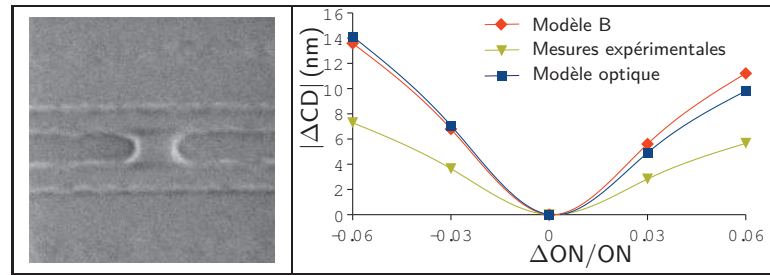 16
14
12
10
8
6
4
2
0
|ΔCD| (nm)
Modèle B
Mesures expérimentales
Modèle optique
-0.06
-0.03
0
0.03
0.06
ΔON/ON